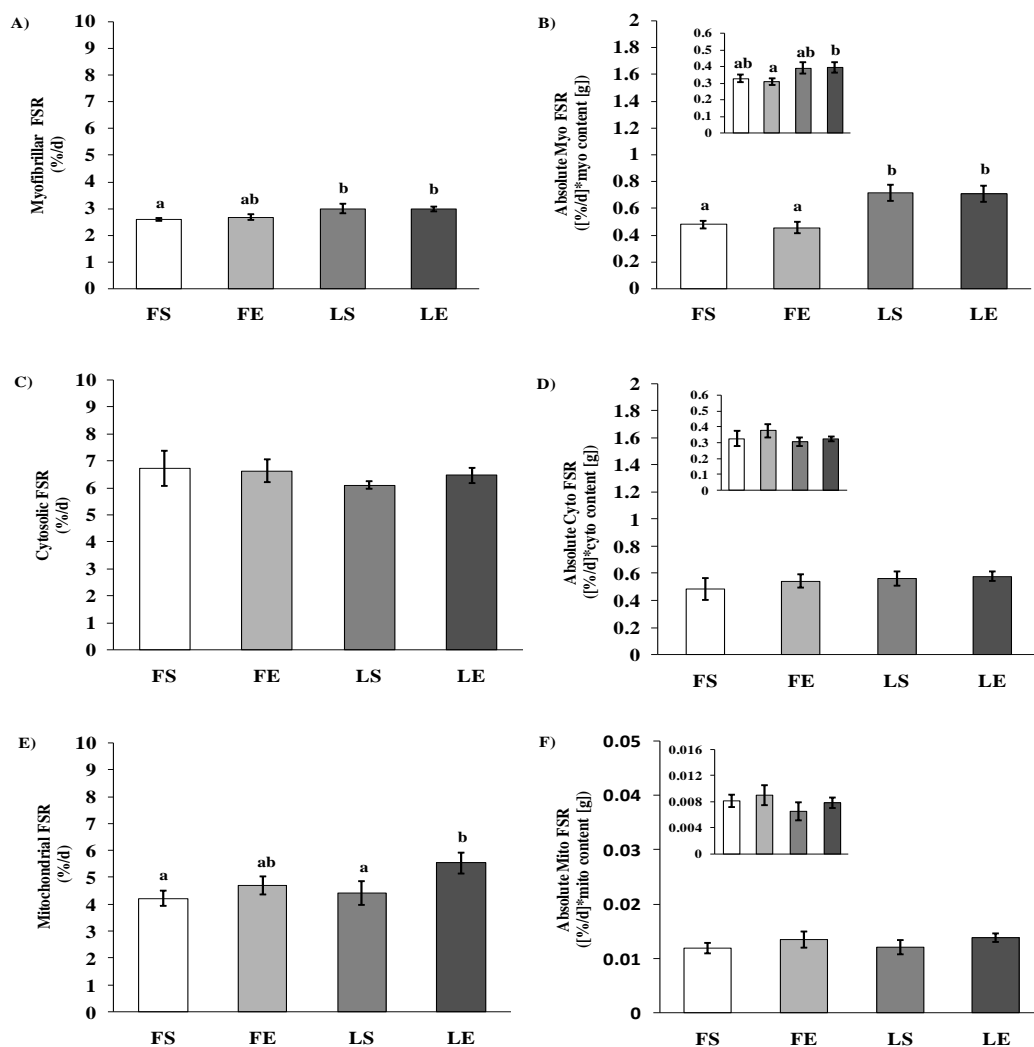 A)
Myofibrillar FSR
(%/d)
10
9
8
7
6
5
4
3
2
1
0
a
ab
b
b
FS FE LS LE
B)
Absolute Myo FSR
([%/d]*myo content [g])
2
1.8
1.6
1.4
1.2
1
0.8
0.6
0.4
0.2
0
0.6
0.5
0.4
0.3
0.2
0.1
0
ab
a
b
b
a
a
b
b
FS FE LS LE
C)
Cytosolic FSR
(%/d)
10
9
8
7
6
5
4
3
2
1
0
FS FE LS LE
D)
Absolute Cyto FSR
([%/d]*cyto content [g])
2
1.8
1.6
1.4
1.2
1
0.8
0.6
0.4
0.2
0
0.6
0.5
0.4
0.3
0.2
0.1
0
FS FE LS LE
E)
Mitochondrial FSR
(%/d)
10
9
8
7
6
5
4
3
2
1
0
a
ab
a
b
FS FE LS LE
F)
Absolute Mito FSR
([%/d]*mito content [g])
0.05
0.04
0.03
0.02
0.01
0
0.016
0.012
0.008
0.004
0
FS FE LS LE